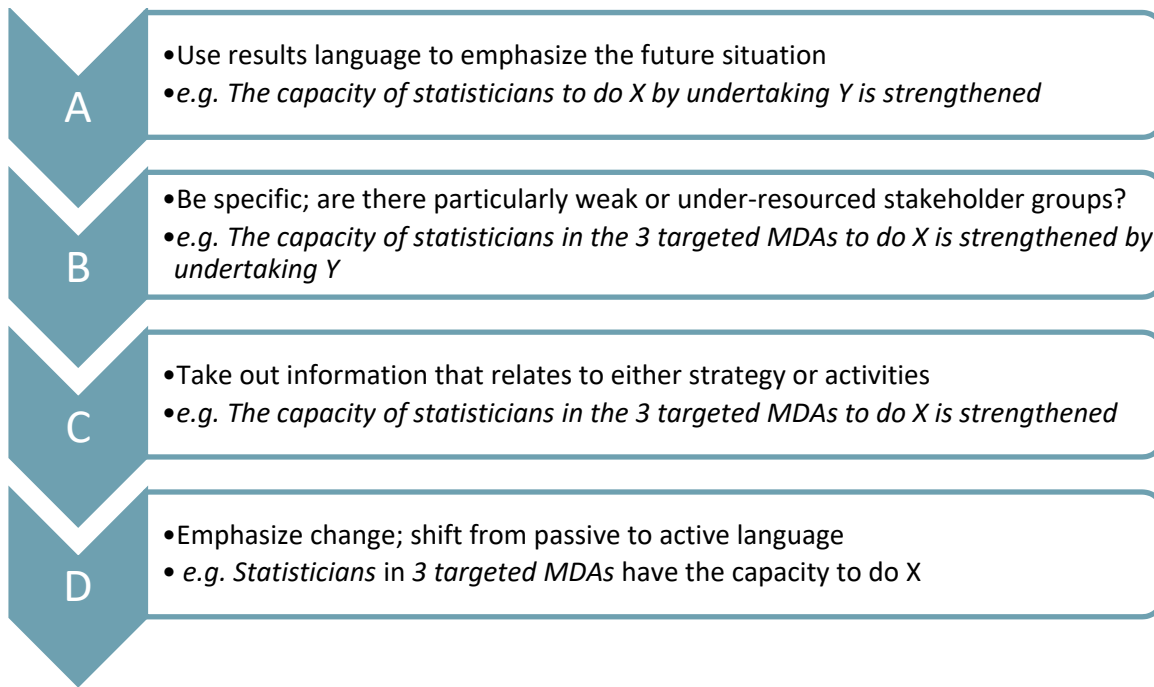 A
•Use results language to emphasize the future situation
•e.g. The capacity of statisticians to do X by undertaking Y is strengthened
B
•Be specific; are there particularly weak or under-resourced stakeholder groups?
•e.g. The capacity of statisticians in the 3 targeted MDAs to do X is strengthened by
undertaking Y
C
•Take out information that relates to either strategy or activities
•e.g. The capacity of statisticians in the 3 targeted MDAs to do X is strengthened
D
•Emphasize change; shift from passive to active language
• e.g. Statisticians in 3 targeted MDAs have the capacity to do X